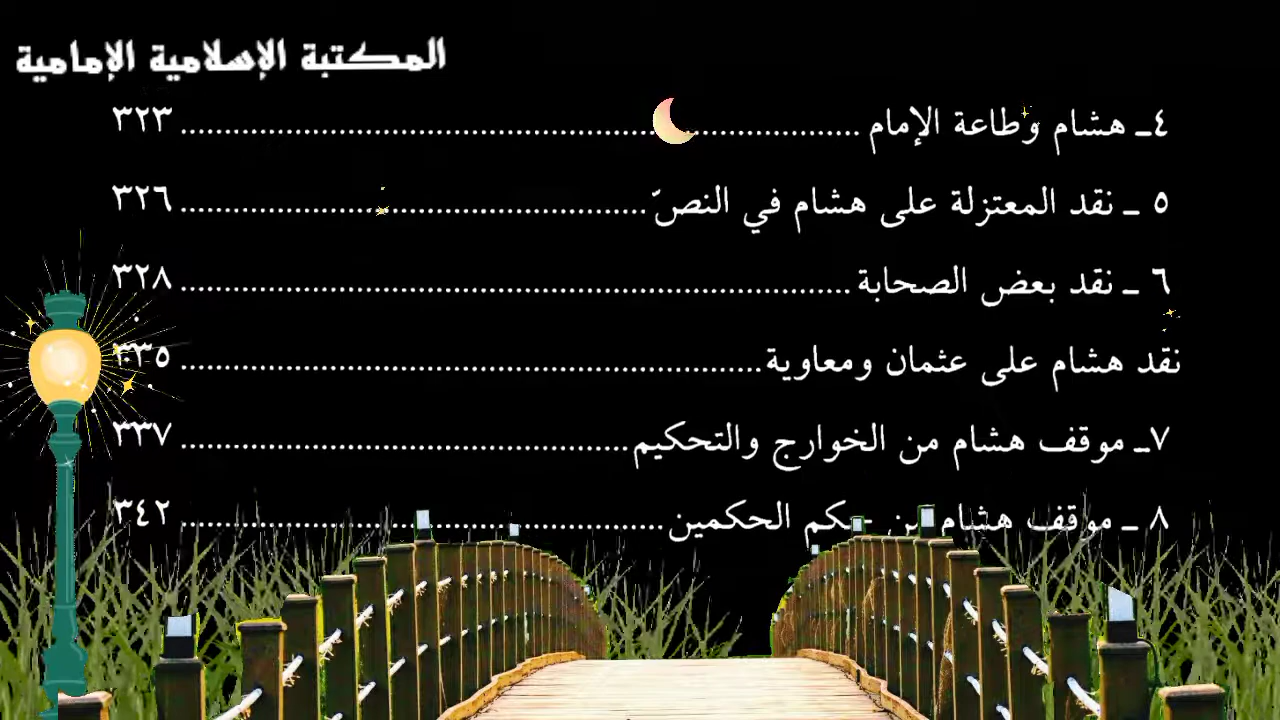 المكتبة الإسلامية الإمامية
٤ـ هشام وطاعة الإمام ................ ٣٢٣
٥ ـ نقد المعتزلة على هشام في النصّ ................ ٣٢٦
٦ ـ نقد بعض الصحابة ................ ٣٢٨
نقد هشام على عثمان ومعاوية ................ ٣٣٥
٧ـ موقف هشام من الخوارج والتحكيم ................ ٣٣٧
٨ ـ موقف هشام من حكم الحكمين ................ ٣٤٢